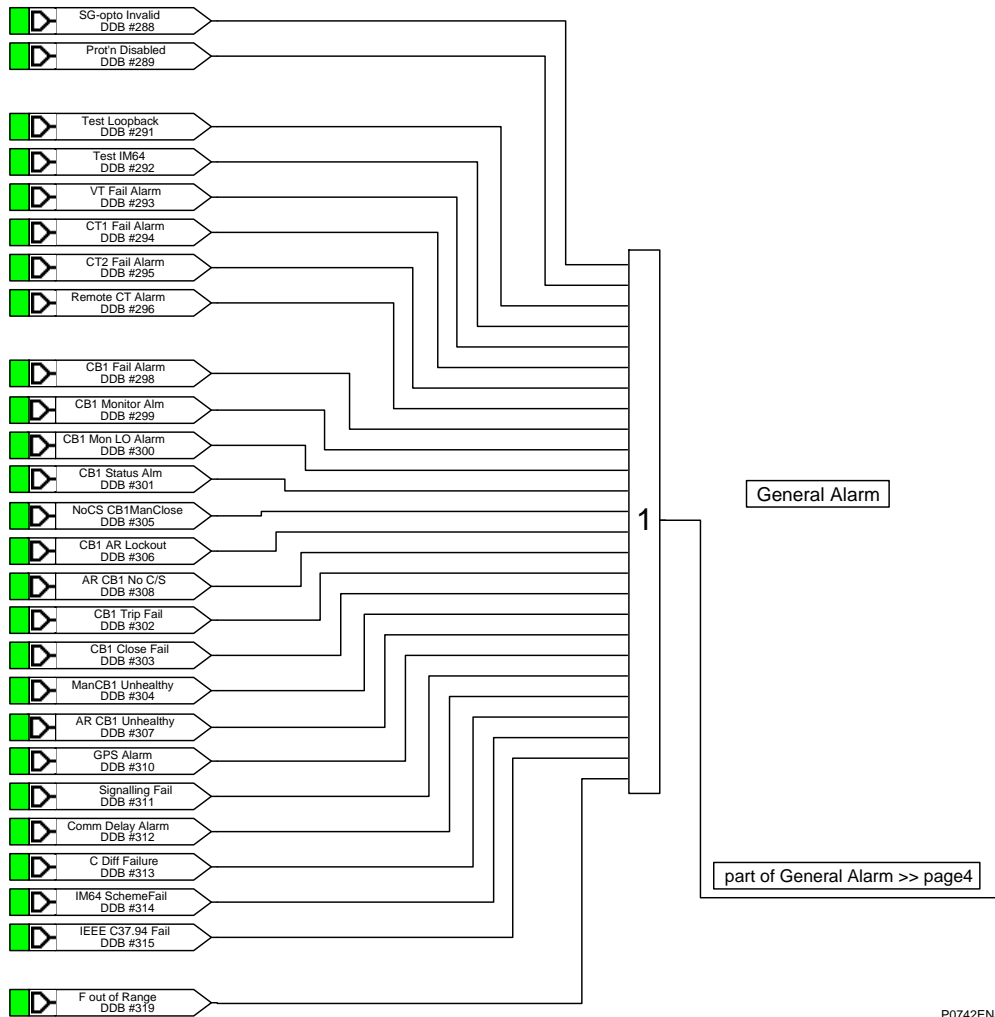 SG-opto Invalid
DDB #288
Prot'n Disabled
DDB #289
Test Loopback
DDB #291
Test IM64
DDB #292
VT Fail Alarm
DDB #293
CT1 Fail Alarm
DDB #294
CT2 Fail Alarm
DDB #295
Remote CT Alarm
DDB #296
CB1 Fail Alarm
DDB #298
CB1 Monitor Alm
DDB #299
CB1 Mon LO Alarm
DDB #300
CB1 Status Alm
DDB #301
NoCS CB1ManClose
DDB #305
CB1 AR Lockout
DDB #306
AR CB1 No C/S
DDB #308
CB1 Trip Fail
DDB #302
CB1 Close Fail
DDB #303
ManCB1 Unhealthy
DDB #304
AR CB1 Unhealthy
DDB #307
GPS Alarm
DDB #310
Signalling Fail
DDB #311
Comm Delay Alarm
DDB #312
C Diff Failure
DDB #313
IM64 SchemeFail
DDB #314
IEEE C37.94 Fail
DDB #315
F out of Range
DDB #319
1
General Alarm
part of General Alarm >> page4
P0742EN